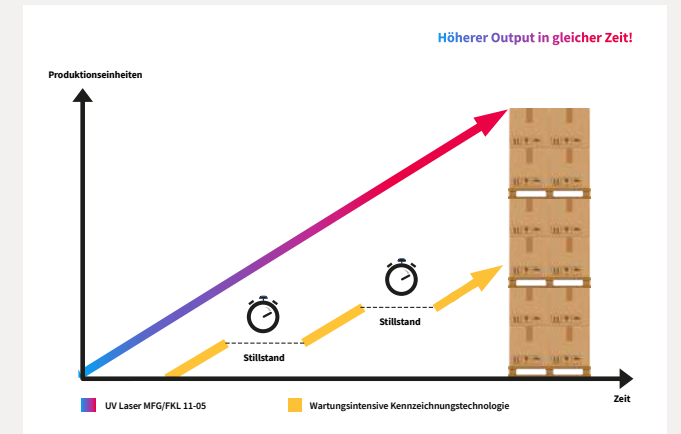 Höherer Output in gleicher Zeit!
Produktionseinheiten
Stillstand
Stillstand
Zeit
UV Laser MFG/FKL 11-05
Wartungsintensive Kennzeichnungstechnologie